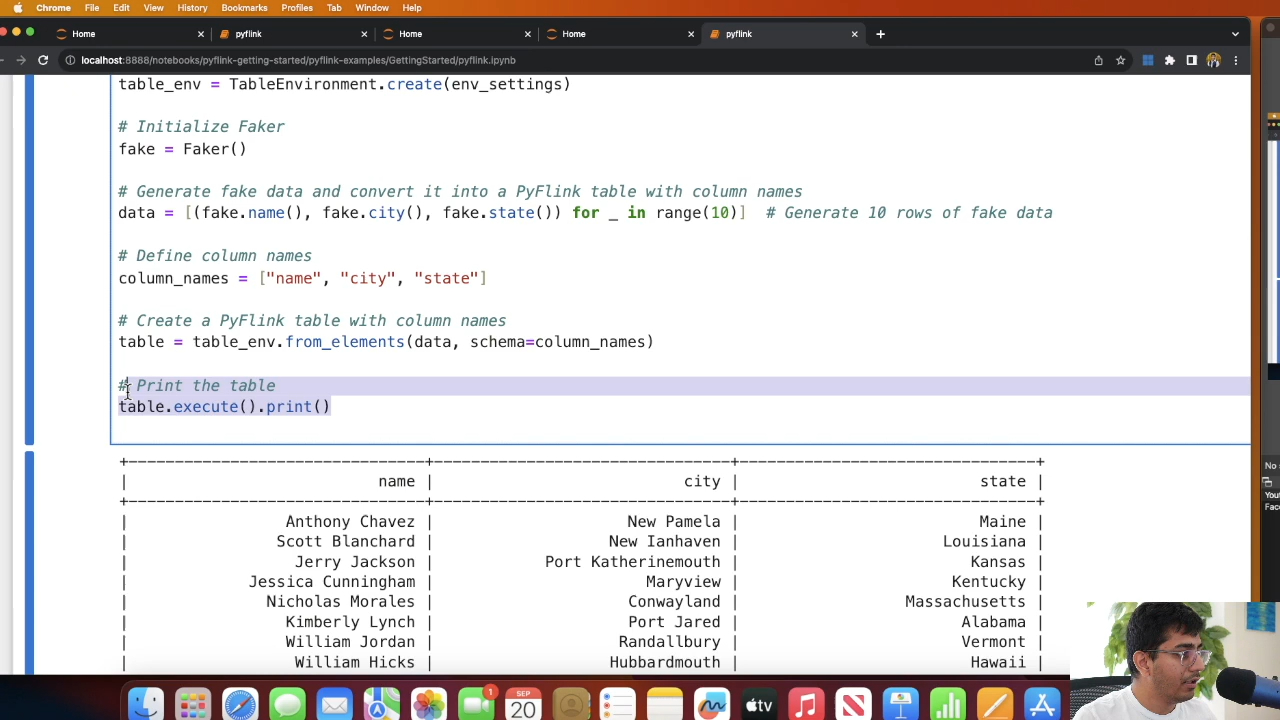 Chrome File Edit View History Bookmarks Profiles Tab Window Help
Home pyflink Home Home pyflink
localhost:8888/notebooks/pyflink-getting-started/pyflink-examples/GettingStarted/pyflink.ipynb
table_env = TableEnvironment.create(env_settings)
# Initialize Faker
fake = Faker()
# Generate fake data and convert it into a PyFlink table with column names
data = [(fake.name(), fake.city(), fake.state()) for _ in range(10)]  # Generate 10 rows of fake data
# Define column names
column_names = ["name", "city", "state"]
# Create a PyFlink table with column names
table = table_env.from_elements(data, schema=column_names)
# Print the table
table.execute().print()
+--------------------------------+--------------------------------+--------------------------------+
| name | city | state |
+--------------------------------+--------------------------------+--------------------------------+
| Anthony Chavez | New Pamela | Maine |
| Scott Blanchard | New Ianhaven | Louisiana |
| Jerry Jackson | Port Katherinemouth | Kansas |
| Jessica Cunningham | Maryview | Kentucky |
| Nicholas Morales | Conwayland | Massachusetts |
| Kimberly Lynch | Port Jared | Alabama |
| William Jordan | Randallbury | Vermont |
| William Hicks | Hubbardmouth | Hawaii |
No s
Yout
Face
1
SEP
20
tv